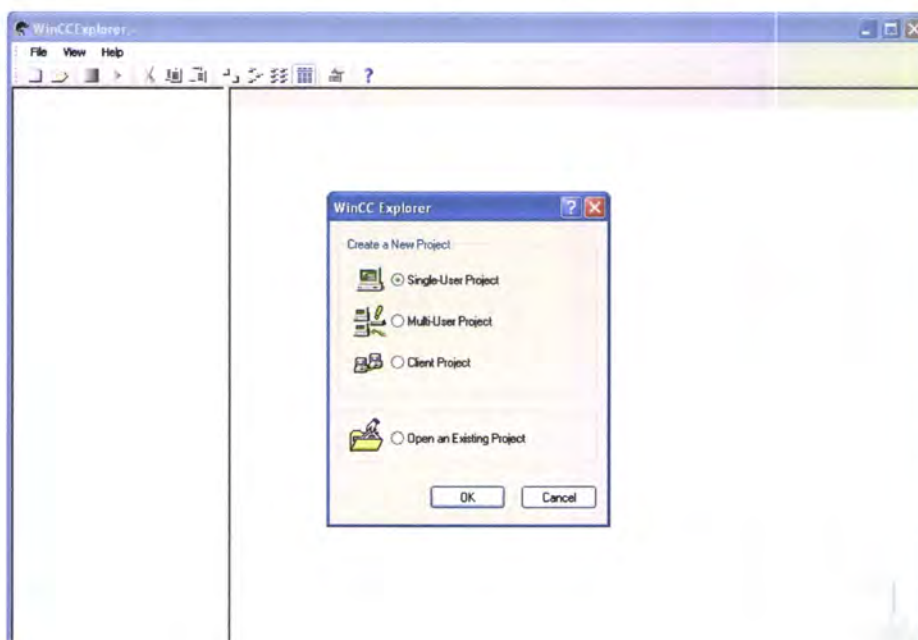 WinCCExplorer -
File View Help
WinCC Explorer
Create a New Project
Single-User Project
Multi-User Project
Client Project
Open an Existing Project
OK
Cancel